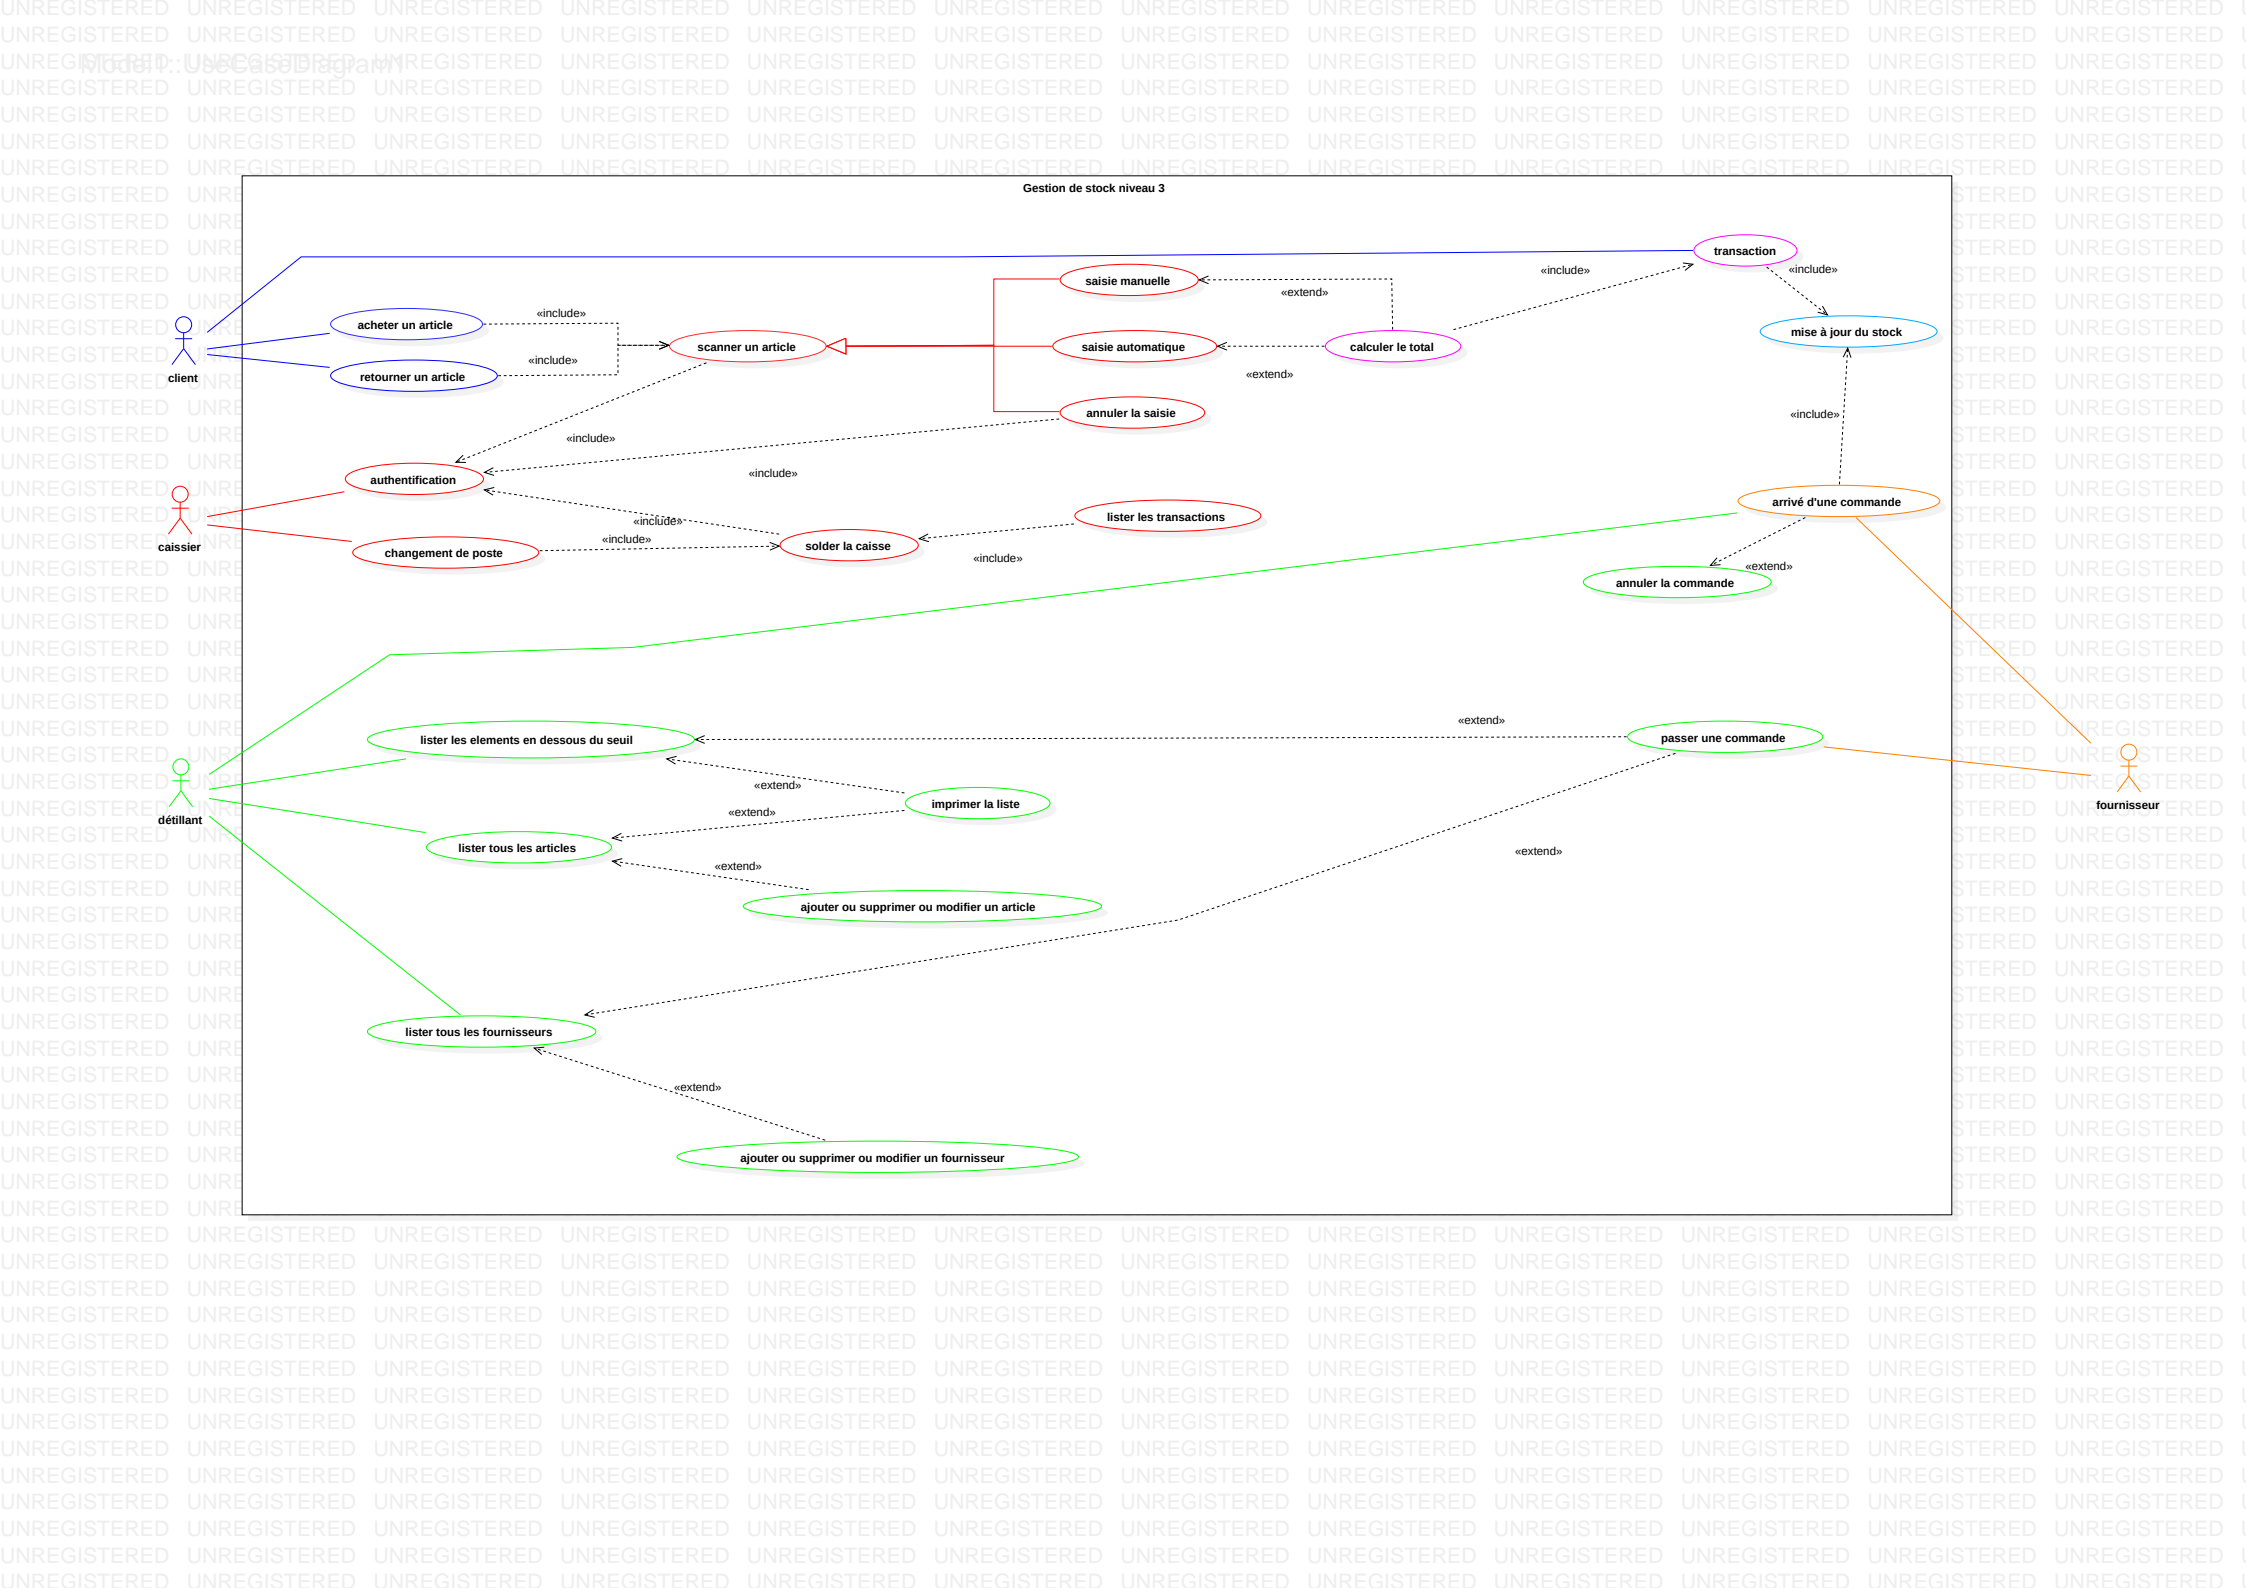 Model1::UseCaseDiagram1
Gestion de stock niveau 3
transaction
«include»
«include»
saisie manuelle
«extend»
«include»
acheter un article
mise à jour du stock
scanner un article
saisie automatique
calculer le total
«include»
«extend»
retourner un article
client
annuler la saisie
«include»
«include»
«include»
authentification
arrivé d'une commande
lister les transactions
«include»
«include»
solder la caisse
caissier
changement de poste
«include»
«extend»
annuler la commande
«extend»
lister les elements en dessous du seuil
passer une commande
«extend»
imprimer la liste
fournisseur
«extend»
détillant
lister tous les articles
«extend»
«extend»
ajouter ou supprimer ou modifier un article
lister tous les fournisseurs
«extend»
ajouter ou supprimer ou modifier un fournisseur
UNREGISTERED